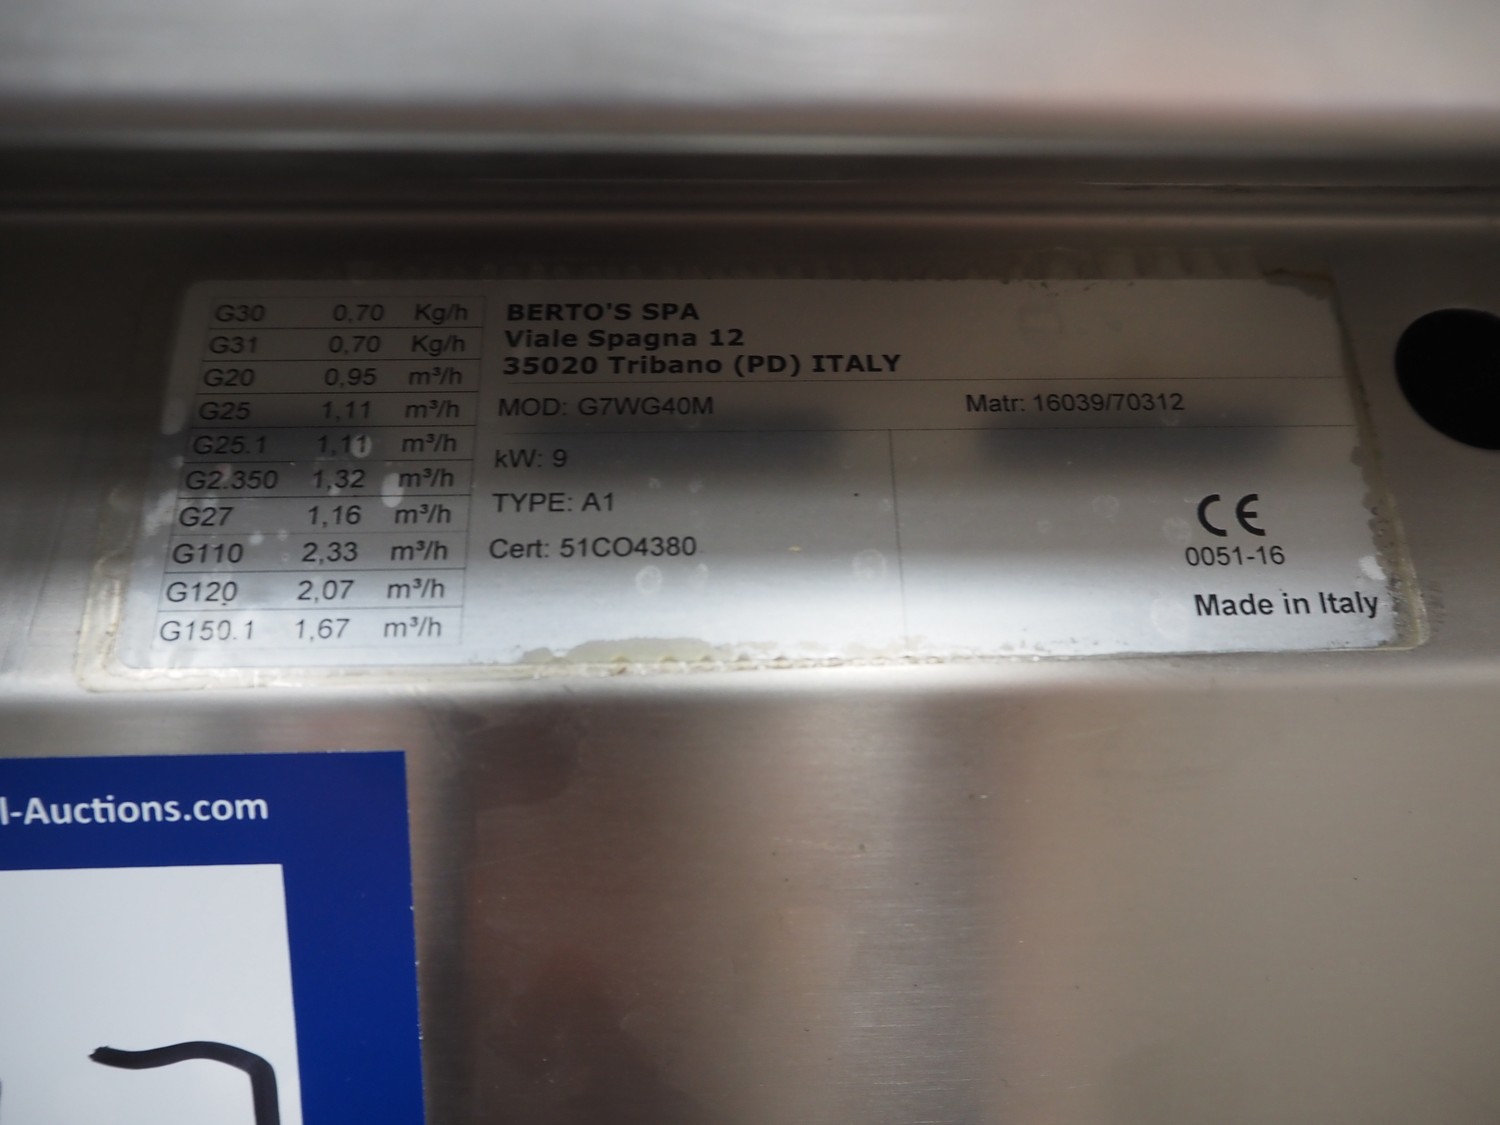 G30 0,70 Kg/h
G31 0,70 Kg/h
G20 0,95 m³/h
G25 1,11 m³/h
G25.1 1,11 m³/h
G2.350 1,32 m³/h
G27 1,16 m³/h
G110 2,33 m³/h
G120 2,07 m³/h
G150.1 1,67 m³/h
BERTO'S SPA
Viale Spagna 12
35020 Tribano (PD) ITALY
MOD: G7WG40M Matr: 16039/70312
kW: 9
TYPE: A1
Cert: 51CO4380
CE
0051-16
Made in Italy
l-Auctions.com